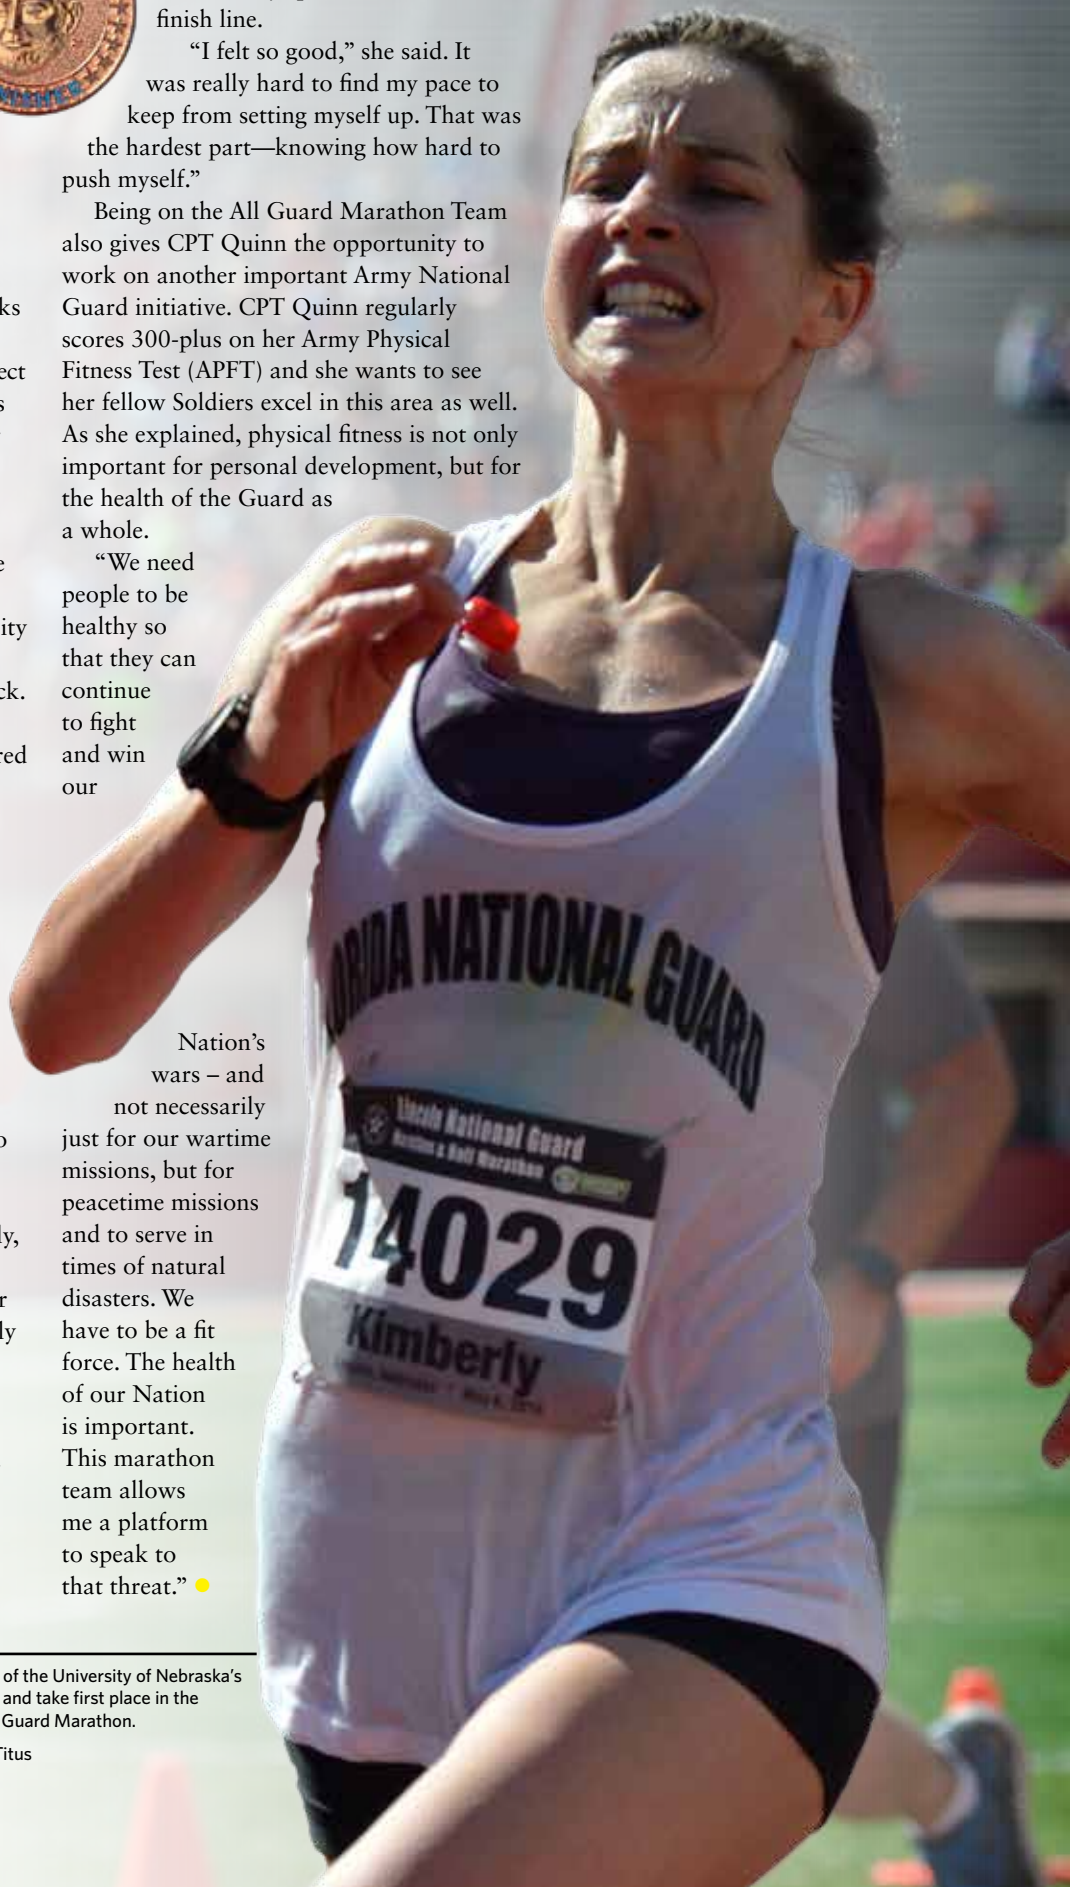 FINISHER
finish line.
“I felt so good,” she said. It
was really hard to find my pace to
keep from setting myself up. That was
the hardest part—knowing how hard to
push myself.”
Being on the All Guard Marathon Team
also gives CPT Quinn the opportunity to
work on another important Army National
Guard initiative. CPT Quinn regularly
scores 300-plus on her Army Physical
Fitness Test (APFT) and she wants to see
her fellow Soldiers excel in this area as well.
As she explained, physical fitness is not only
important for personal development, but for
the health of the Guard as
a whole.
“We need
people to be
healthy so
that they can
continue
to fight
and win
our
Nation’s
wars – and
not necessarily
just for our wartime
missions, but for
peacetime missions
and to serve in
times of natural
disasters. We
have to be a fit
force. The health
of our Nation
is important.
This marathon
team allows
me a platform
to speak to
that threat.”
ks
ect
s
e
ity
ck.
red
o
ly,
r
ly
of the University of Nebraska’s
and take first place in the
Guard Marathon.
Titus
ORIDA NATIONAL GUARD
Lincoln National Guard
Marathon & Half Marathon
14029
Kimberly